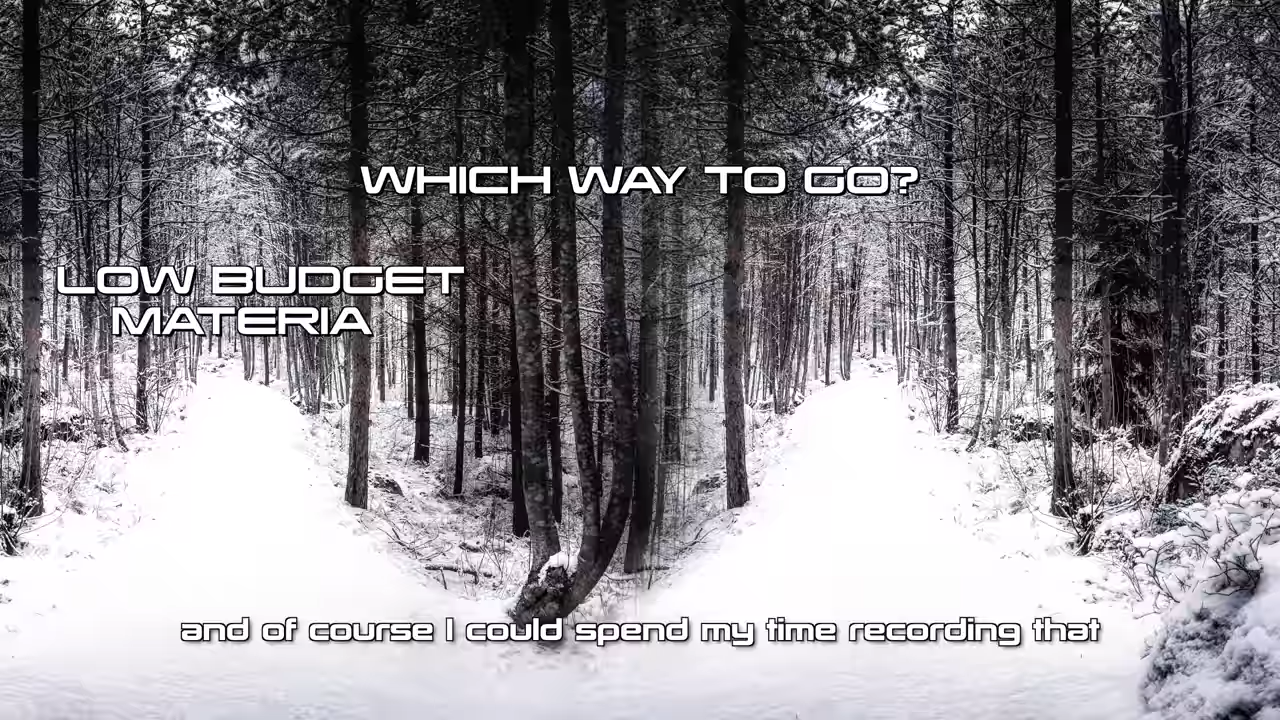 WHICH WAY TO GO?
LOW BUDGET
MATERIA
and of course I could spend my time recording that